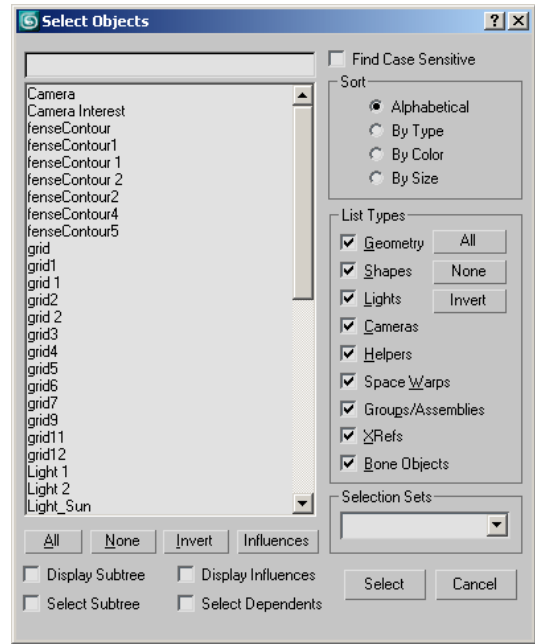 Select Objects
Find Case Sensitive
Camera
Camera Interest
fenseContour
fenseContour1
fenseContour 1
fenseContour 2
fenseContour2
fenseContour4
fenseContour5
grid
grid1
grid 1
grid2
grid 2
grid3
grid4
grid5
grid6
grid7
grid9
grid11
grid12
Light 1
Light 2
Light_Sun
Sort
Alphabetical
By Type
By Color
By Size
List Types
Geometry All
Shapes None
Lights Invert
Cameras
Helpers
Space Warps
Groups/Assemblies
XRefs
Bone Objects
Selection Sets
All None Invert Influences
Display Subtree Display Influences
Select Subtree Select Dependents
Select Cancel